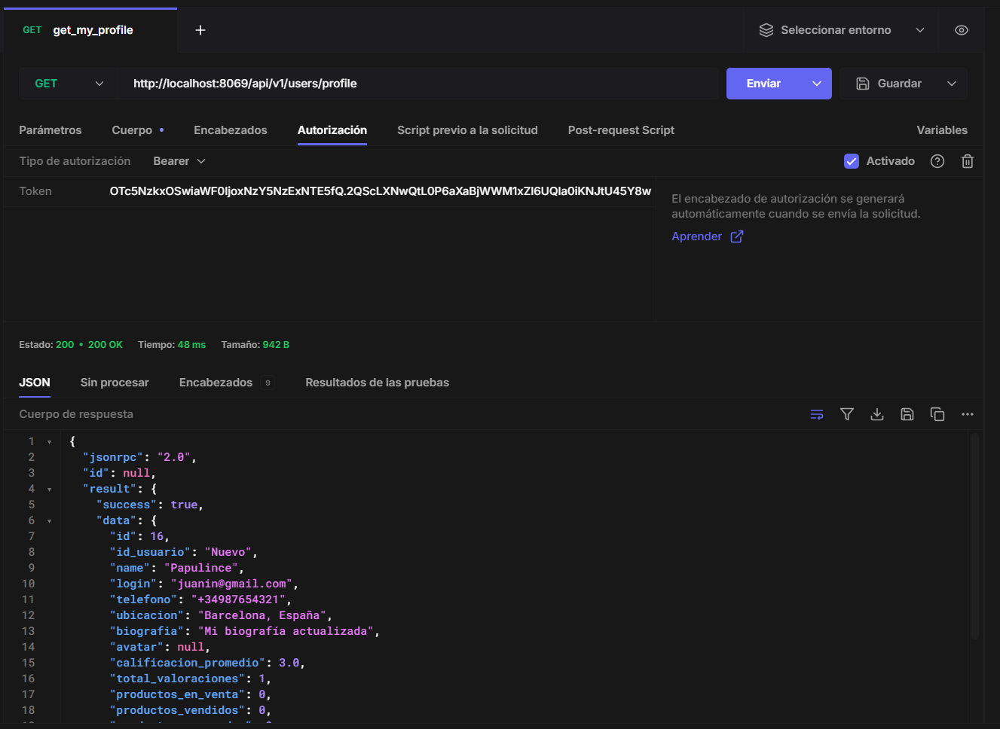 GET get_my_profile
Seleccionar entorno
GET http://localhost:8069/api/v1/users/profile Enviar Guardar
Parámetros Cuerpo Encabezados Autorización Script previo a la solicitud Post-request Script Variables
Tipo de autorización Bearer Activado
Token OTc5NzkxOSwiaWF0IjoxNzY5NzExNTE5fQ.2QScLXNwQtL0P6aXaBjWWM1xZI6UQIa0iKNJtU45Y8w
El encabezado de autorización se generará
automáticamente cuando se envía la solicitud.
Aprender
Estado: 200 • 200 OK Tiempo: 48 ms Tamaño: 942 B
JSON Sin procesar Encabezados 9 Resultados de las pruebas
Cuerpo de respuesta
1 {
2 "jsonrpc": "2.0",
3 "id": null,
4 "result": {
5 "success": true,
6 "data": {
7 "id": 16,
8 "id_usuario": "Nuevo",
9 "name": "Papulince",
10 "login": "juanin@gmail.com",
11 "telefono": "+34987654321",
12 "ubicacion": "Barcelona, España",
13 "biografia": "Mi biografía actualizada",
14 "avatar": null,
15 "calificacion_promedio": 3.0,
16 "total_valoraciones": 1,
17 "productos_en_venta": 0,
18 "productos_vendidos": 0,